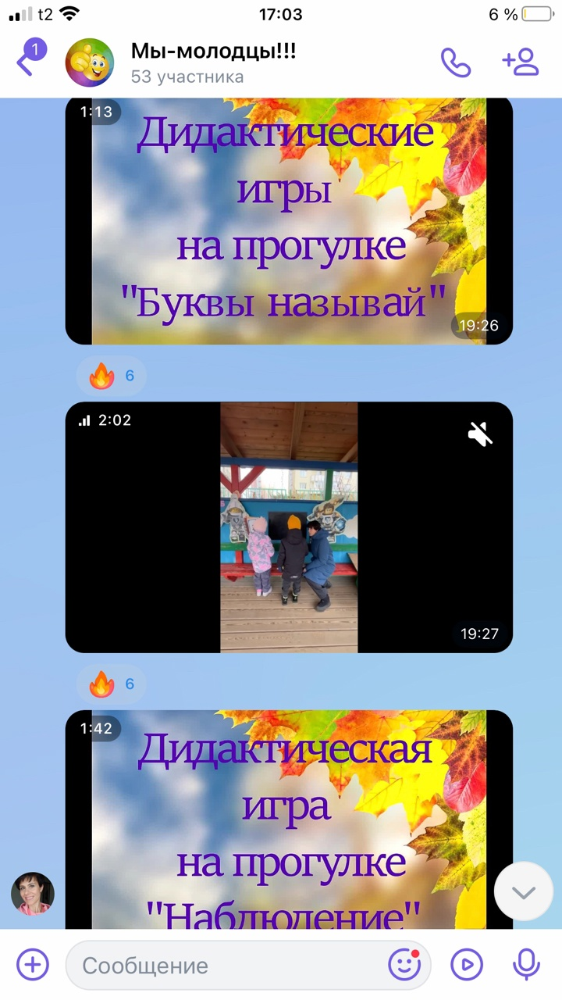 t2
17:03
6 %
1
Мы-молодцы!!!
53 участника
1:13
Дидактические
игры
на прогулке
"Буквы называй"
19:26
6
2:02
19:27
6
1:42
Дидактическая
игра
на прогулке
"Наблюдение"
Сообщение